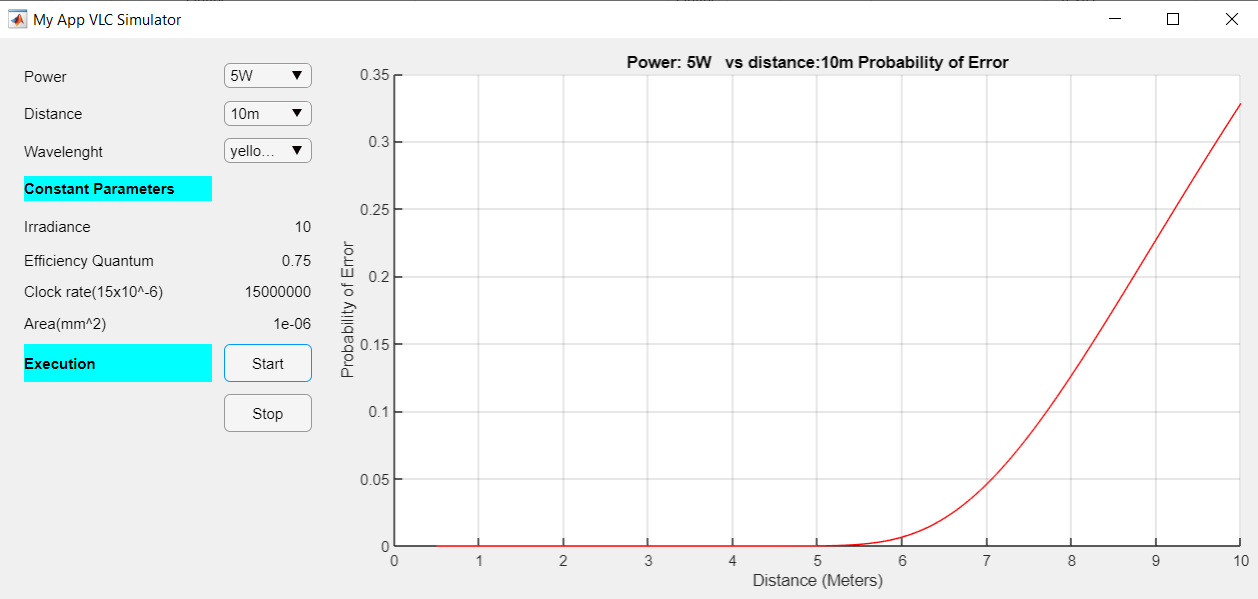 My App VLC Simulator
Power 5W
Distance 10m
Wavelenght yello...
Constant Parameters
Irradiance 10
Efficiency Quantum 0.75
Clock rate(15x10^-6) 15000000
Area(mm^2) 1e-06
Execution Start
Stop
Power: 5W vs distance:10m Probability of Error
0.35
0.3
0.25
0.2
0.15
0.1
0.05
0
Probability of Error
0 1 2 3 4 5 6 7 8 9 10
Distance (Meters)